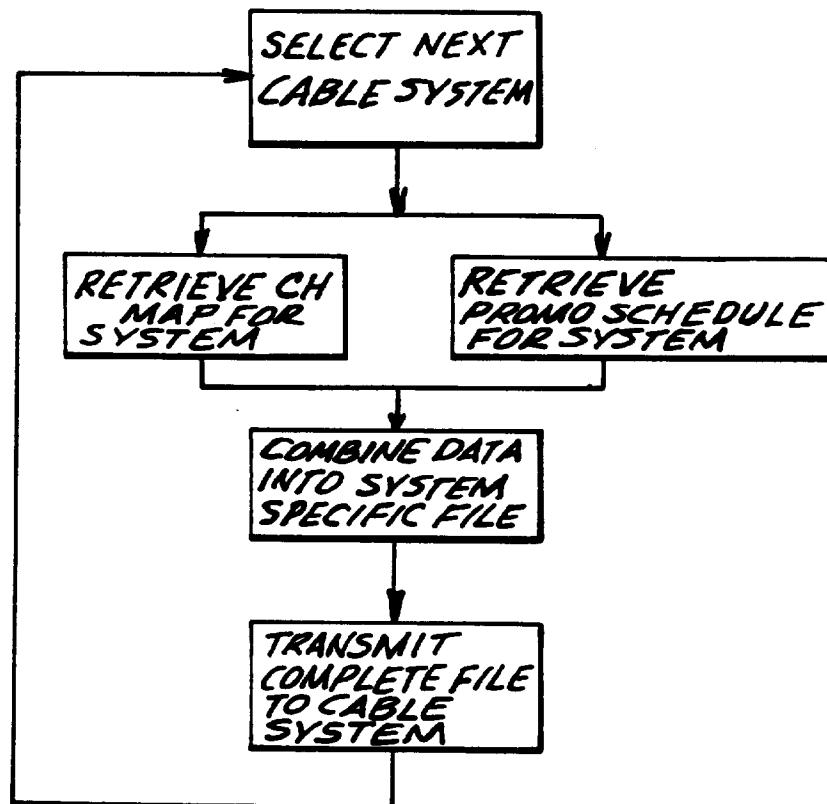 SELECT NEXT
CABLE SYSTEM
RETRIEVE CH
MAP FOR
SYSTEM
RETRIEVE
PROMO SCHEDULE
FOR SYSTEM
COMBINE DATA
INTO SYSTEM
SPECIFIC FILE
TRANSMIT
COMPLETE FILE
TO CABLE
SYSTEM